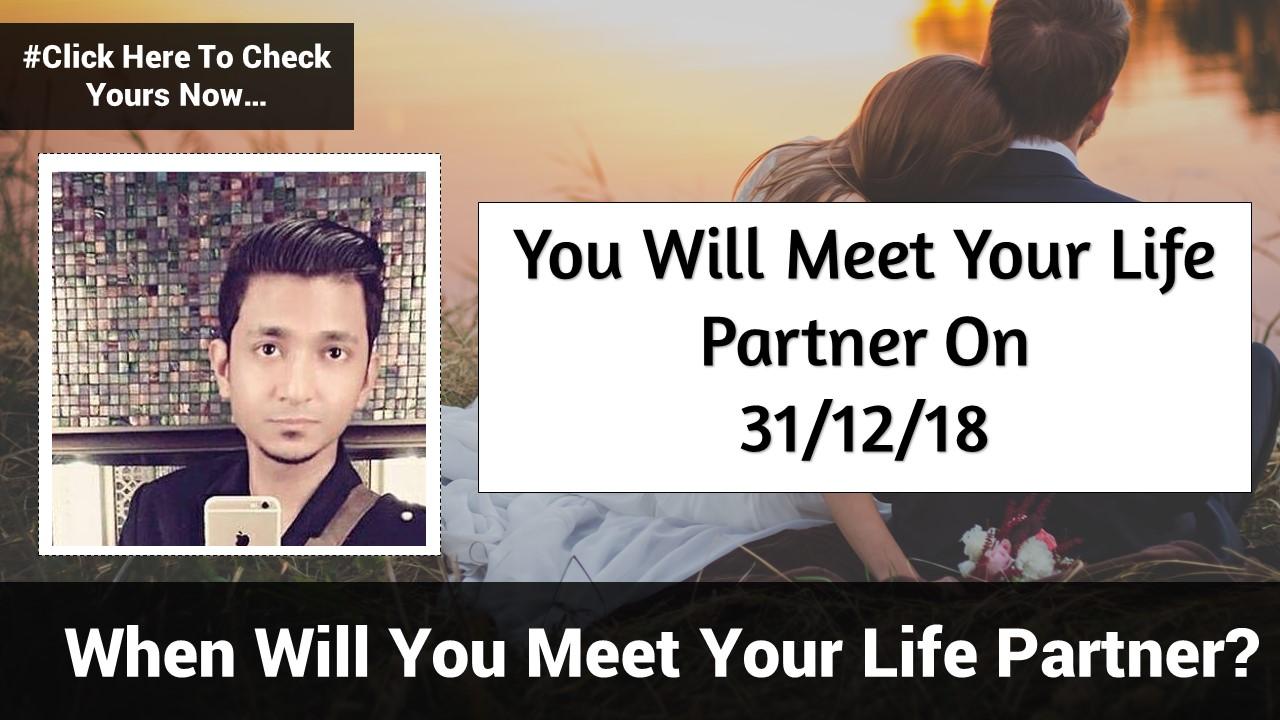 #Click Here To Check
Yours Now...
You Will Meet Your Life
Partner On
31/12/18
When Will You Meet Your Life Partner?